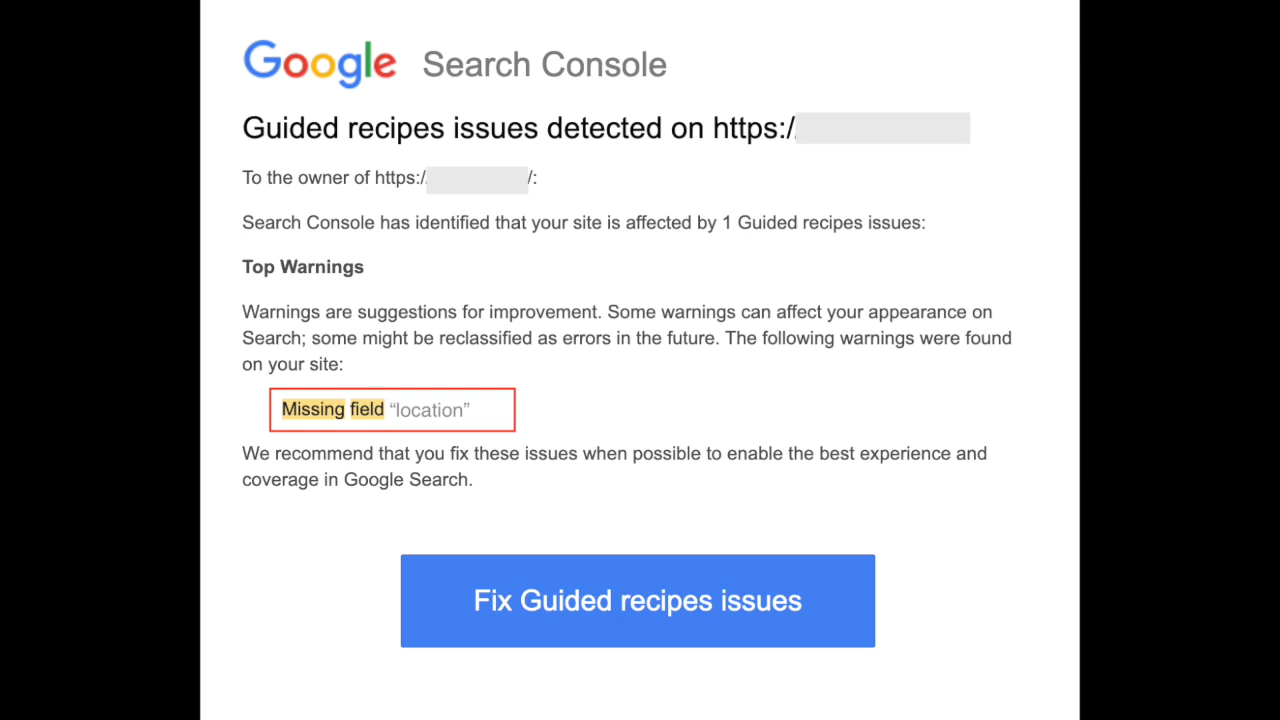 Google Search Console
Guided recipes issues detected on https:/
To the owner of https:/ /:
Search Console has identified that your site is affected by 1 Guided recipes issues:
Top Warnings
Warnings are suggestions for improvement. Some warnings can affect your appearance on
Search; some might be reclassified as errors in the future. The following warnings were found
on your site:
Missing field “location”
We recommend that you fix these issues when possible to enable the best experience and
coverage in Google Search.
Fix Guided recipes issues